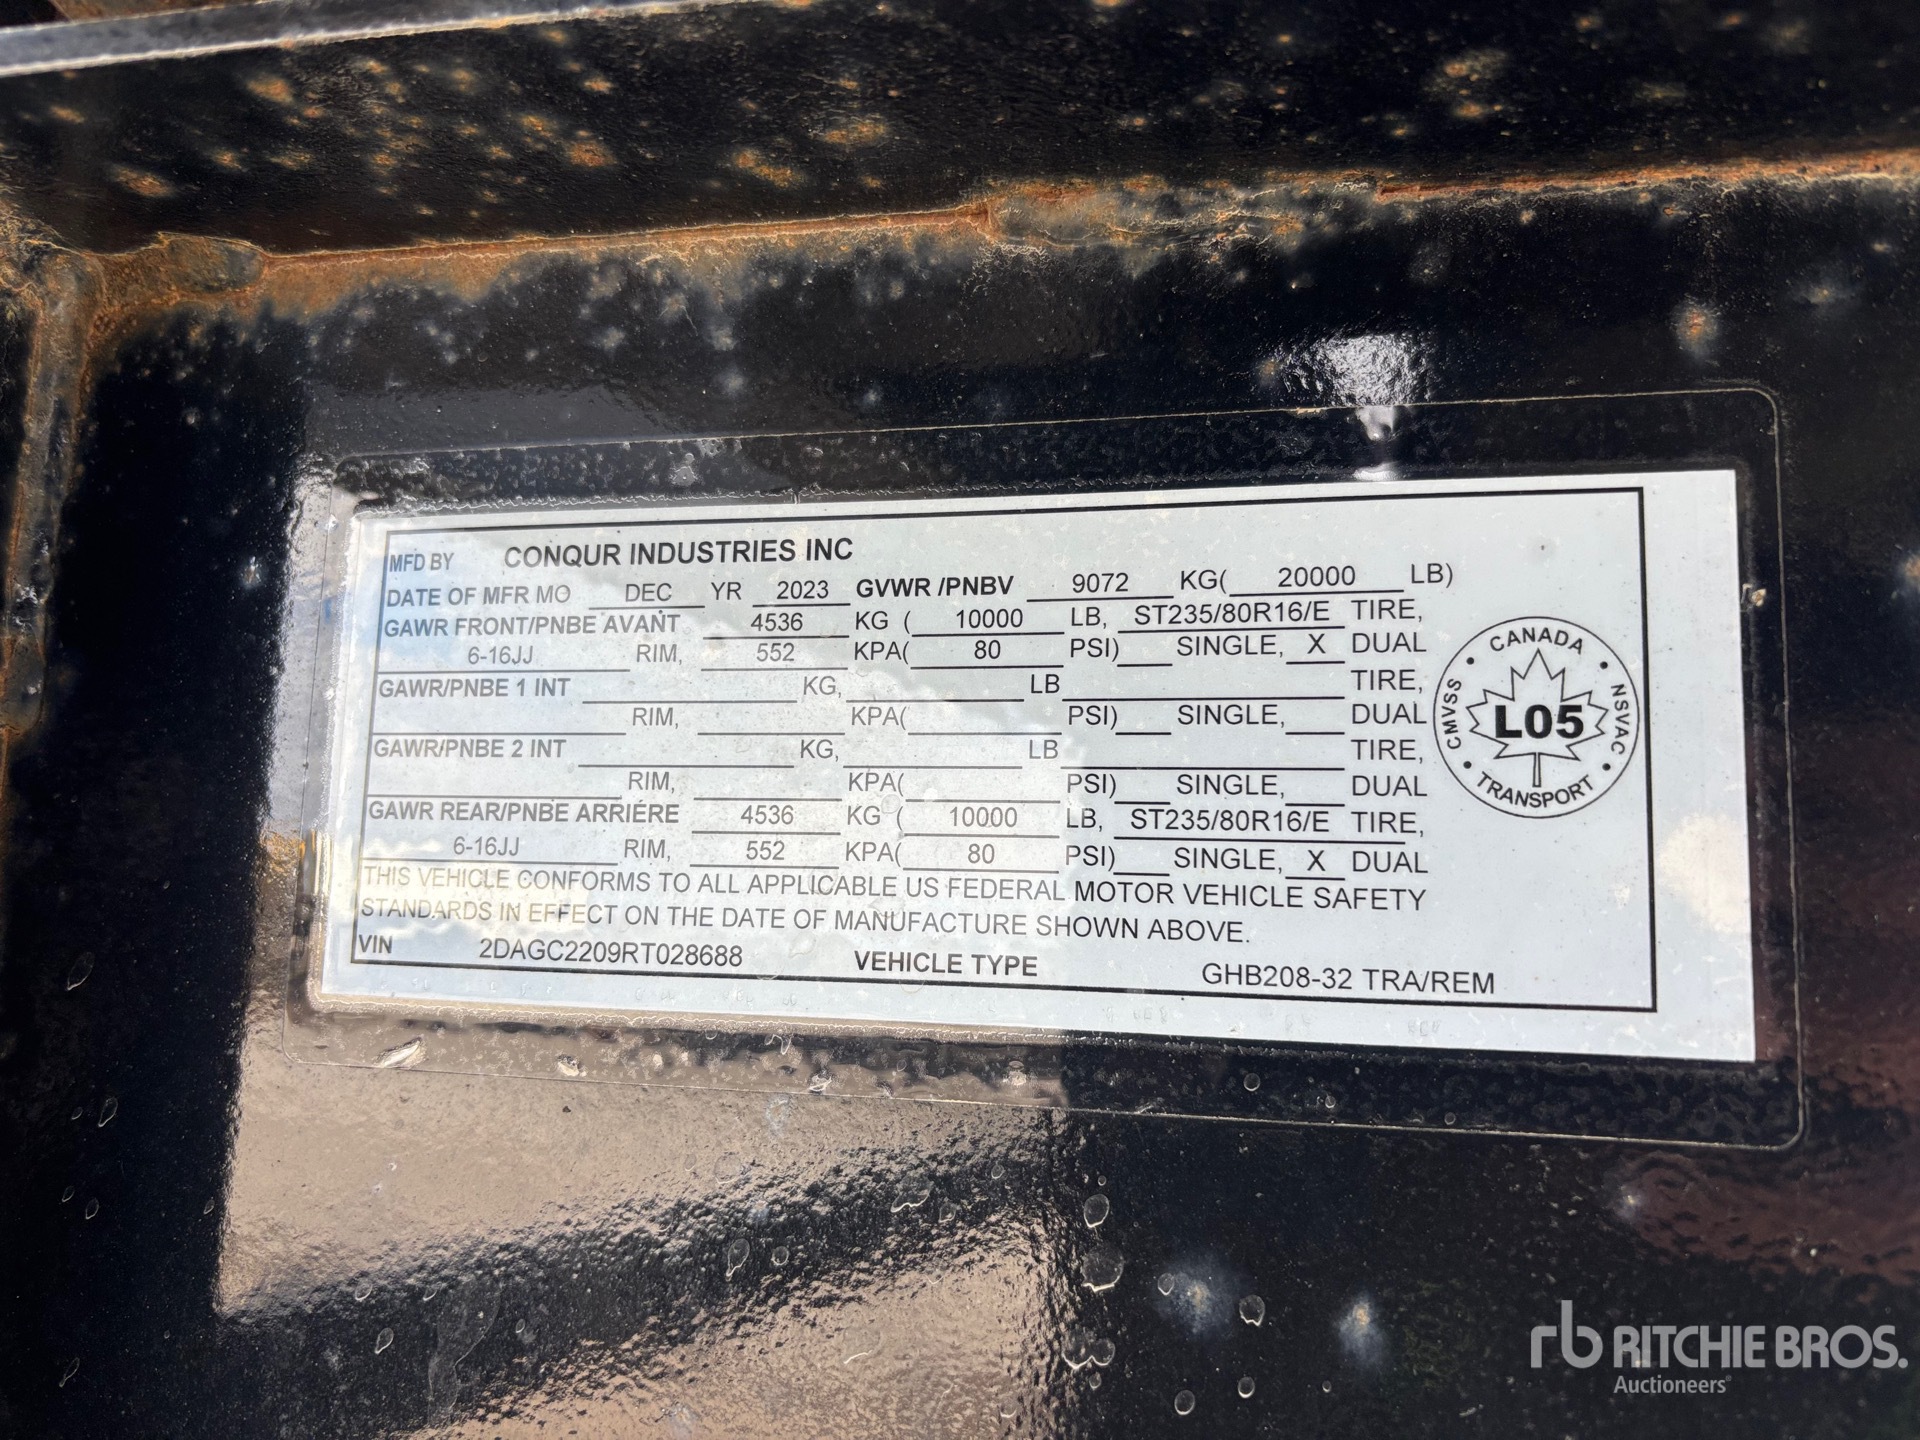 MFD BY CONQUR INDUSTRIES INC
DATE OF MFR MO DEC YR 2023 GVWR /PNBV 9072 KG( 20000 LB)
GAWR FRONT/PNBE AVANT 4536 KG ( 10000 LB, ST235/80R16/E TIRE,
6-16JJ RIM, 552 KPA( 80 PSI) SINGLE, X DUAL
GAWR/PNBE 1 INT KG, LB TIRE,
RIM, KPA( PSI) SINGLE, DUAL
GAWR/PNBE 2 INT KG, LB TIRE,
RIM, KPA( PSI) SINGLE, DUAL
GAWR REAR/PNBE ARRIÉRE 4536 KG ( 10000 LB, ST235/80R16/E TIRE,
6-16JJ RIM, 552 KPA( 80 PSI) SINGLE, X DUAL
THIS VEHICLE CONFORMS TO ALL APPLICABLE US FEDERAL MOTOR VEHICLE SAFETY
STANDARDS IN EFFECT ON THE DATE OF MANUFACTURE SHOWN ABOVE.
VIN 2DAGC2209RT028688 VEHICLE TYPE GHB208-32 TRA/REM
CANADA
CMVSS
L05
NSVAC
TRANSPORT
rb RITCHIE BROS.
Auctioneers